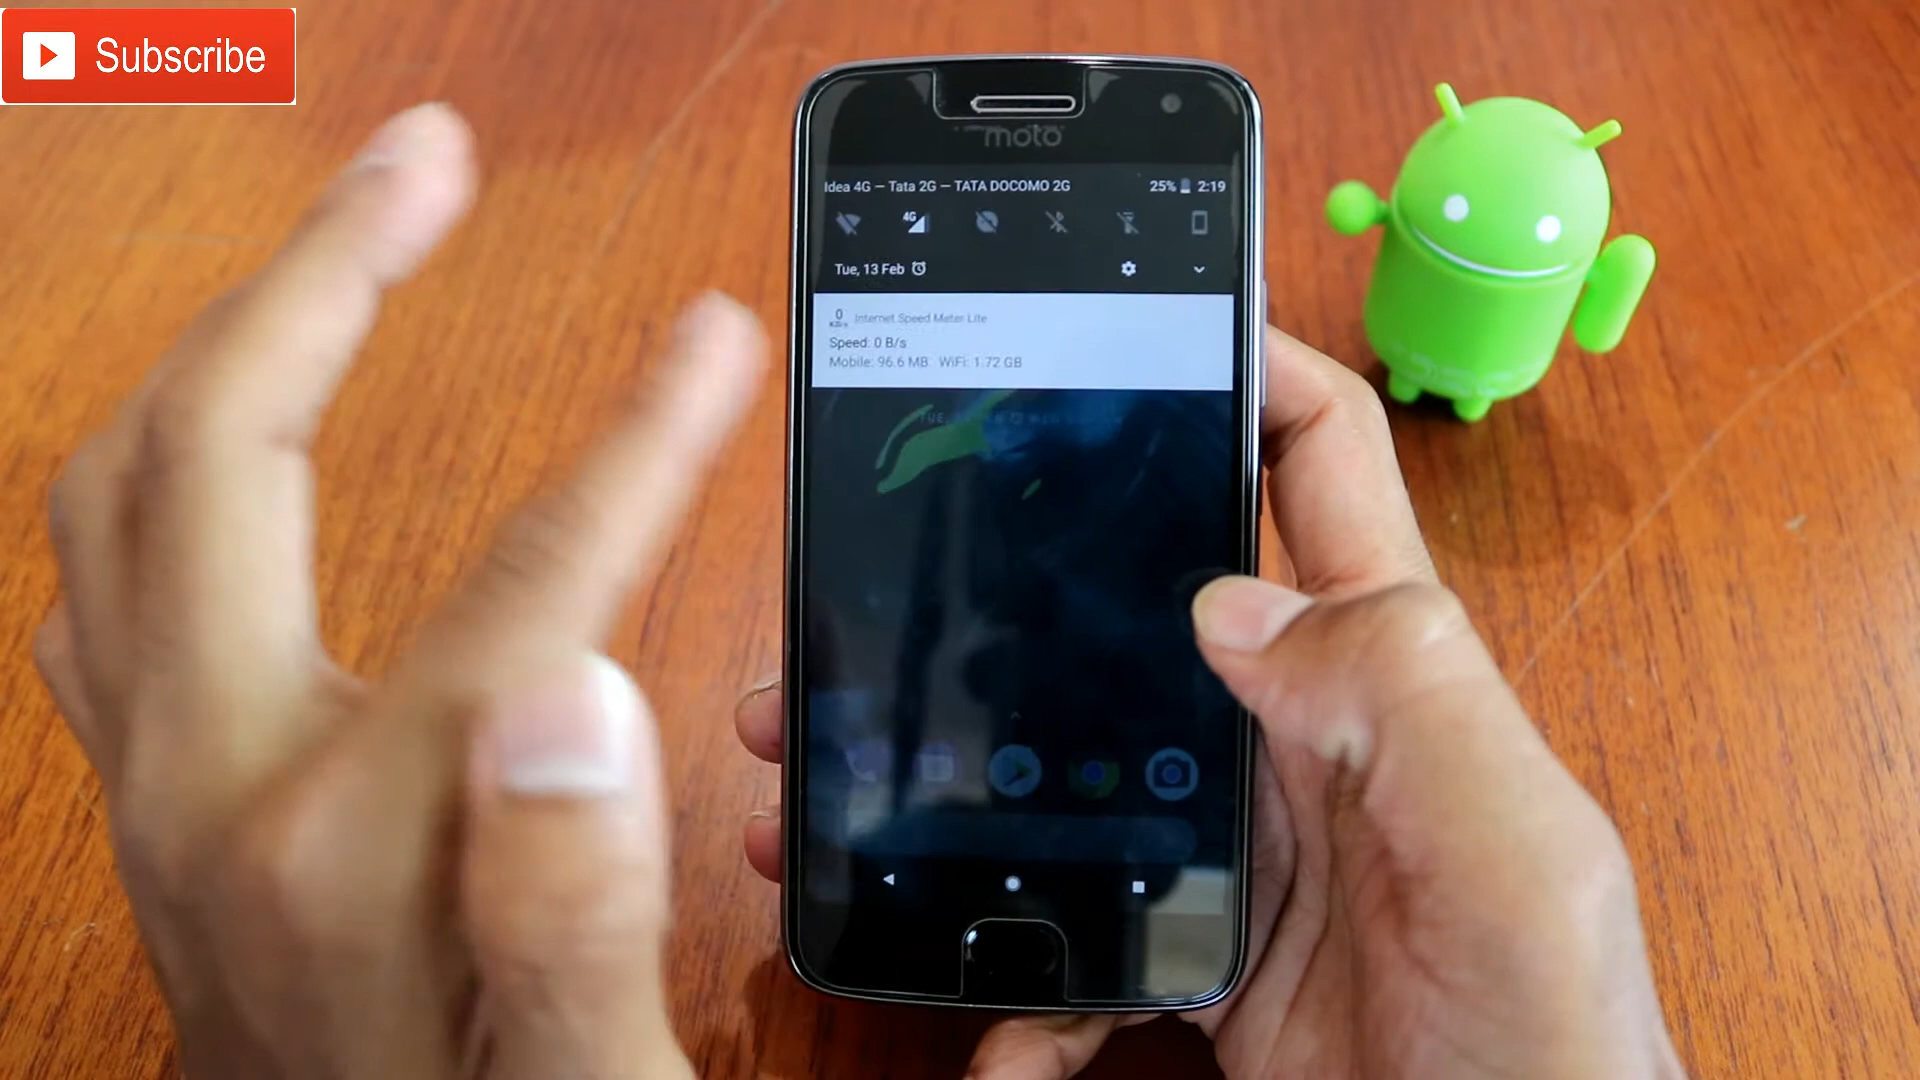 Subscribe
moto
Idea 4G — Tata 2G — TATA DOCOMO 2G 25% 2:19
4G
Tue, 13 Feb
0 Internet Speed Meter Lite
Speed: 0 B/s
Mobile: 96.6 MB WiFi: 1.72 GB
TUE,